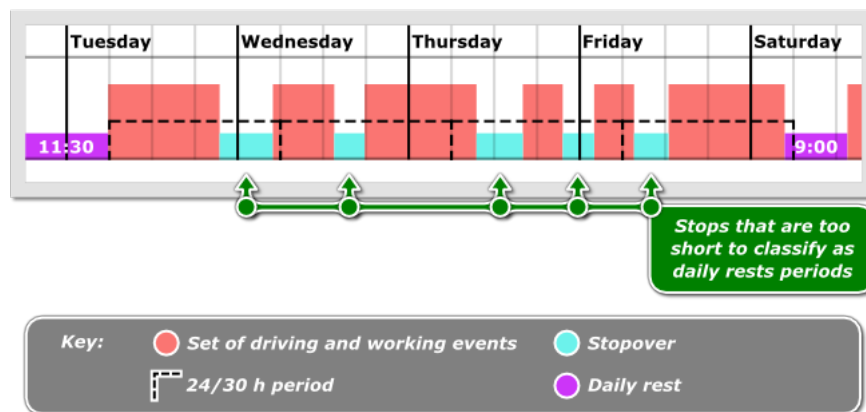 Tuesday Wednesday Thursday Friday Saturday
11:30 9:00
Stops that are too
short to classify as
daily rests periods
Key: Set of driving and working events Stopover
24/30 h period Daily rest